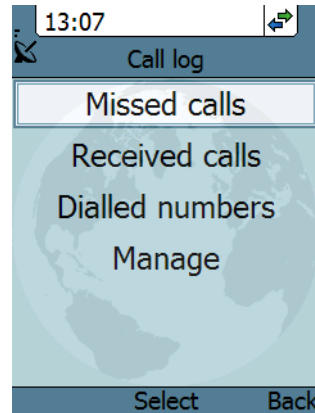 13:07
Call log
Missed calls
Received calls
Dialled numbers
Manage
Select Back